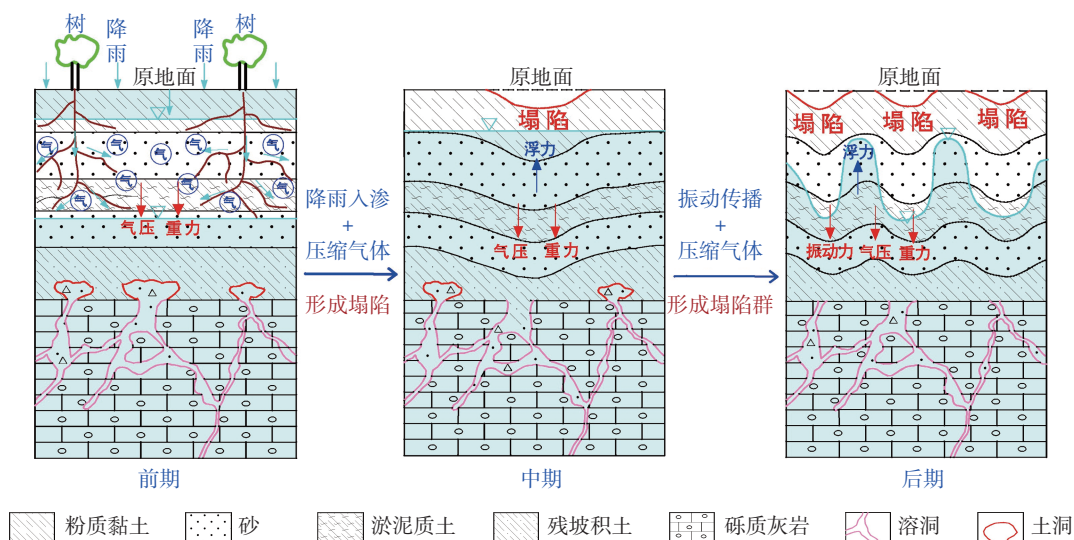 树
降雨
降雨
树
原地面
气
气
气
气
气
气
气
气
气压 重力
前期
降雨入渗
+
压缩气体
形成塌陷
原地面
塌陷
浮力
气压 重力
中期
振动传播
+
压缩气体
形成塌陷群
原地面
塌陷 塌陷 塌陷
浮力
振动力 气压 重力
后期
粉质黏土 砂 淤泥质土 残坡积土 砾质灰岩 溶洞 土洞